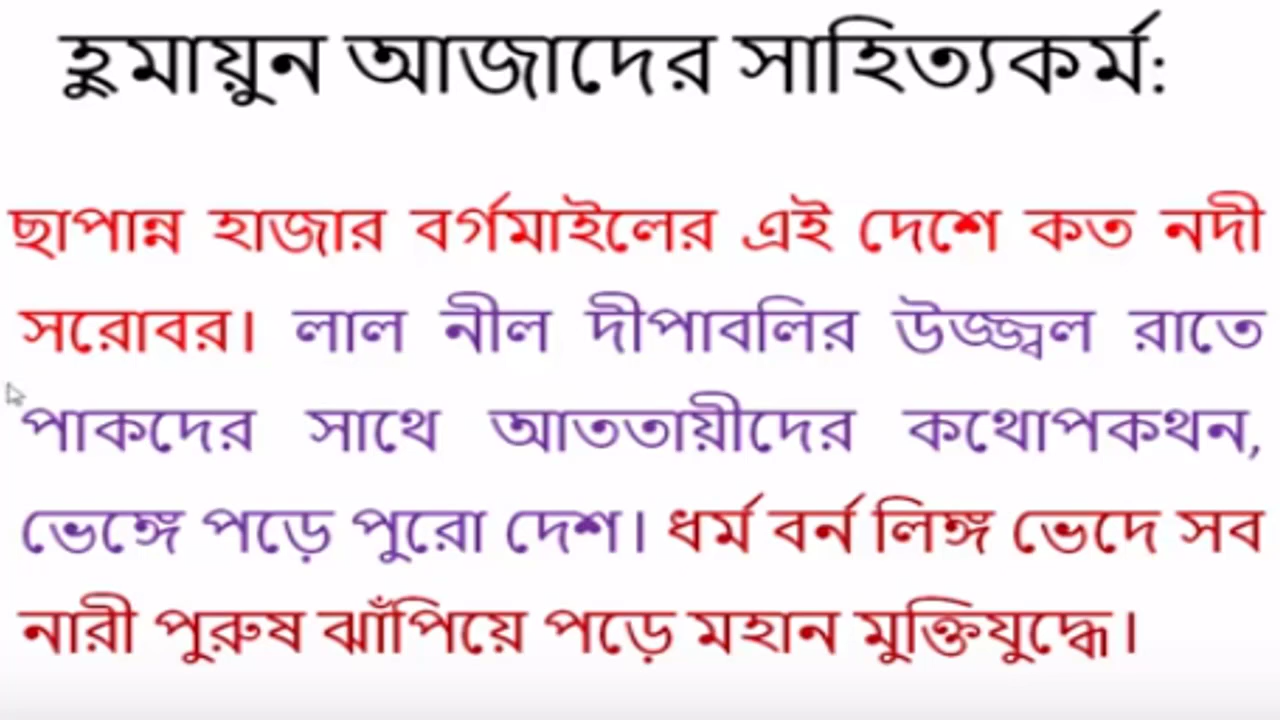 হুমায়ুন আজাদের সাহিত্যকর্ম:
ছাপান্ন হাজার বর্গমাইলের এই দেশে কত নদী
সরোবর। লাল নীল দীপাবলির উজ্জ্বল রাতে
পাকদের সাথে আততায়ীদের কথোপকথন,
ভেঙ্গে পড়ে পুরো দেশ। ধর্ম বর্ন লিঙ্গ ভেদে সব
নারী পুরুষ ঝাঁপিয়ে পড়ে মহান মুক্তিযুদ্ধে।